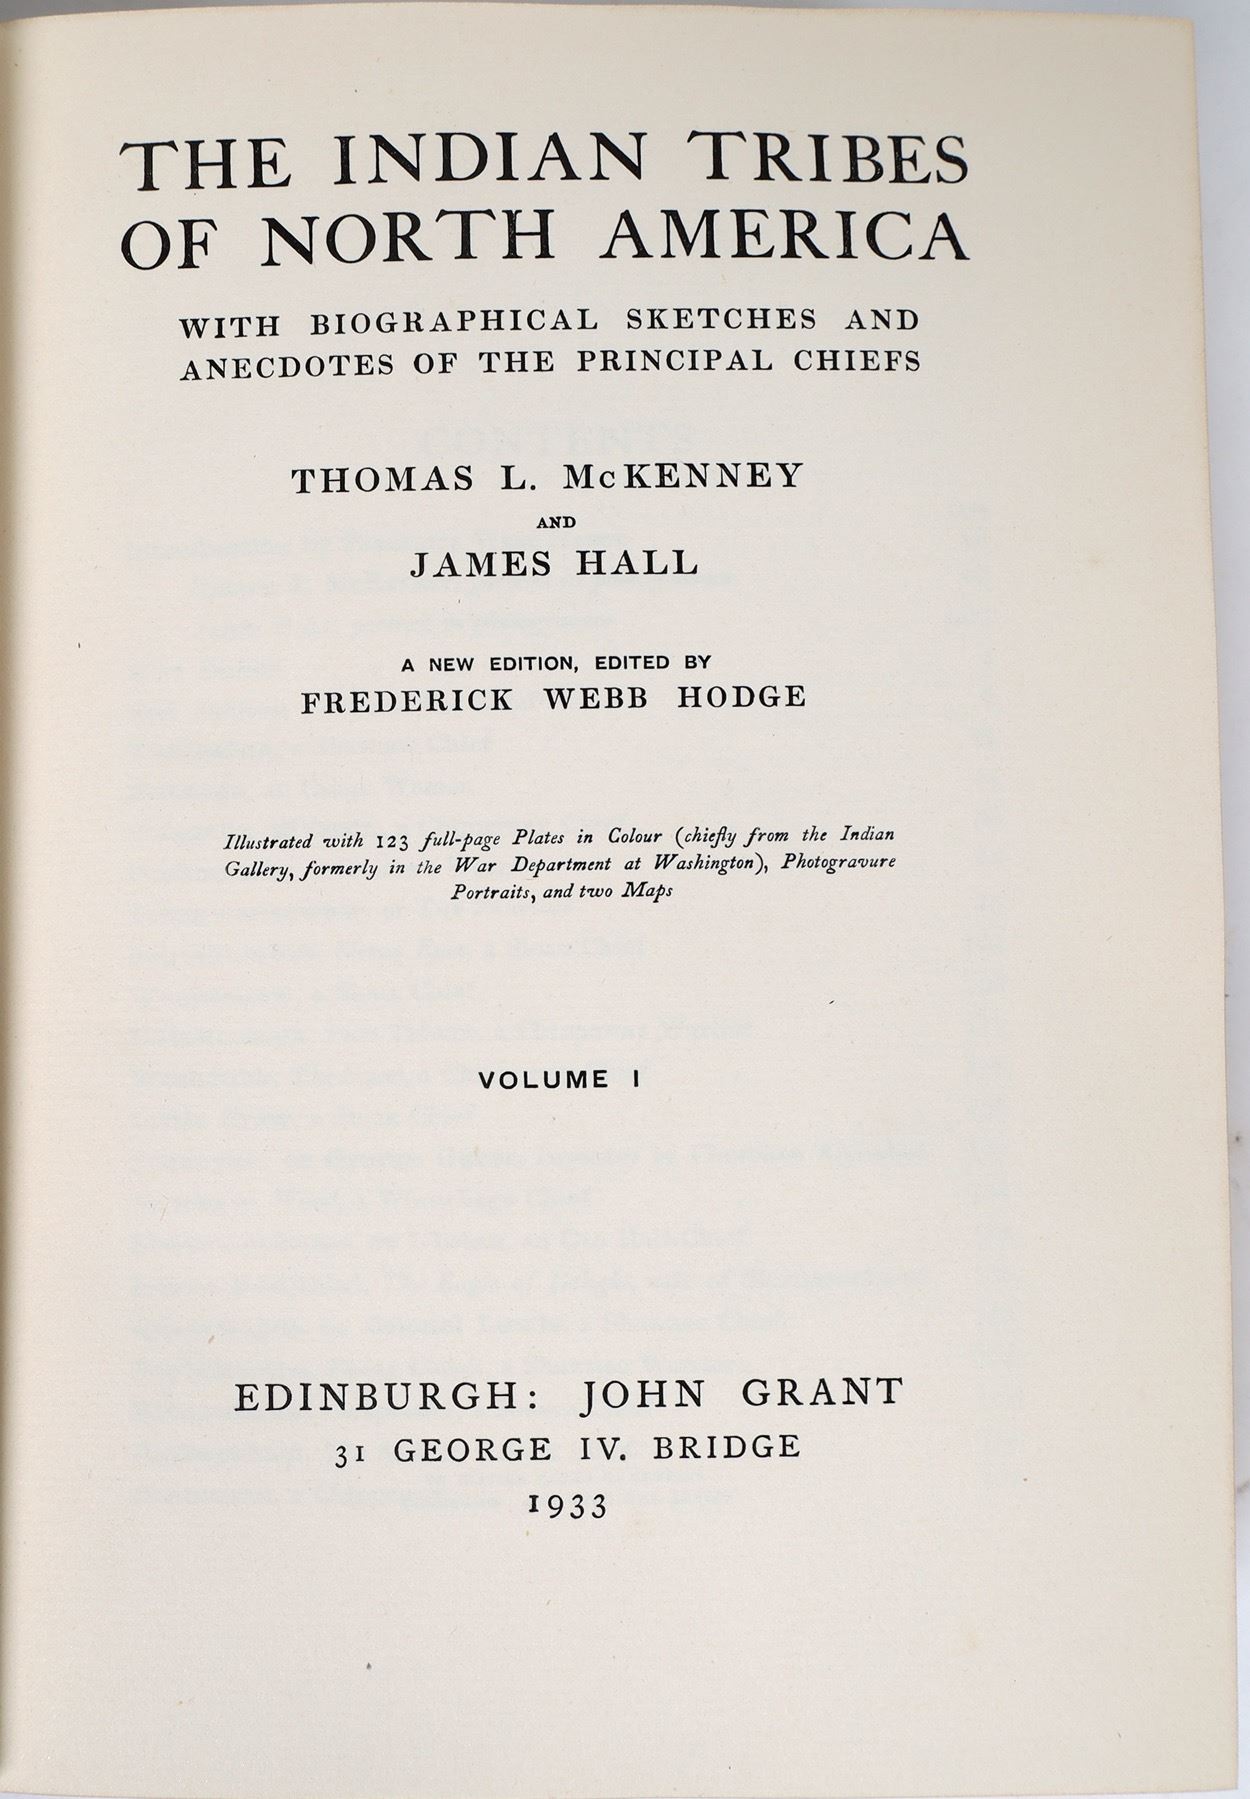 THE INDIAN TRIBES
OF NORTH AMERICA
WITH BIOGRAPHICAL SKETCHES AND
ANECDOTES OF THE PRINCIPAL CHIEFS
THOMAS L. McKENNEY
AND
JAMES HALL
A NEW EDITION, EDITED BY
FREDERICK WEBB HODGE
Illustrated with 123 full-page Plates in Colour (chiefly from the Indian
Gallery, formerly in the War Department at Washington), Photogravure
Portraits, and two Maps
VOLUME I
EDINBURGH: JOHN GRANT
31 GEORGE IV. BRIDGE
1933